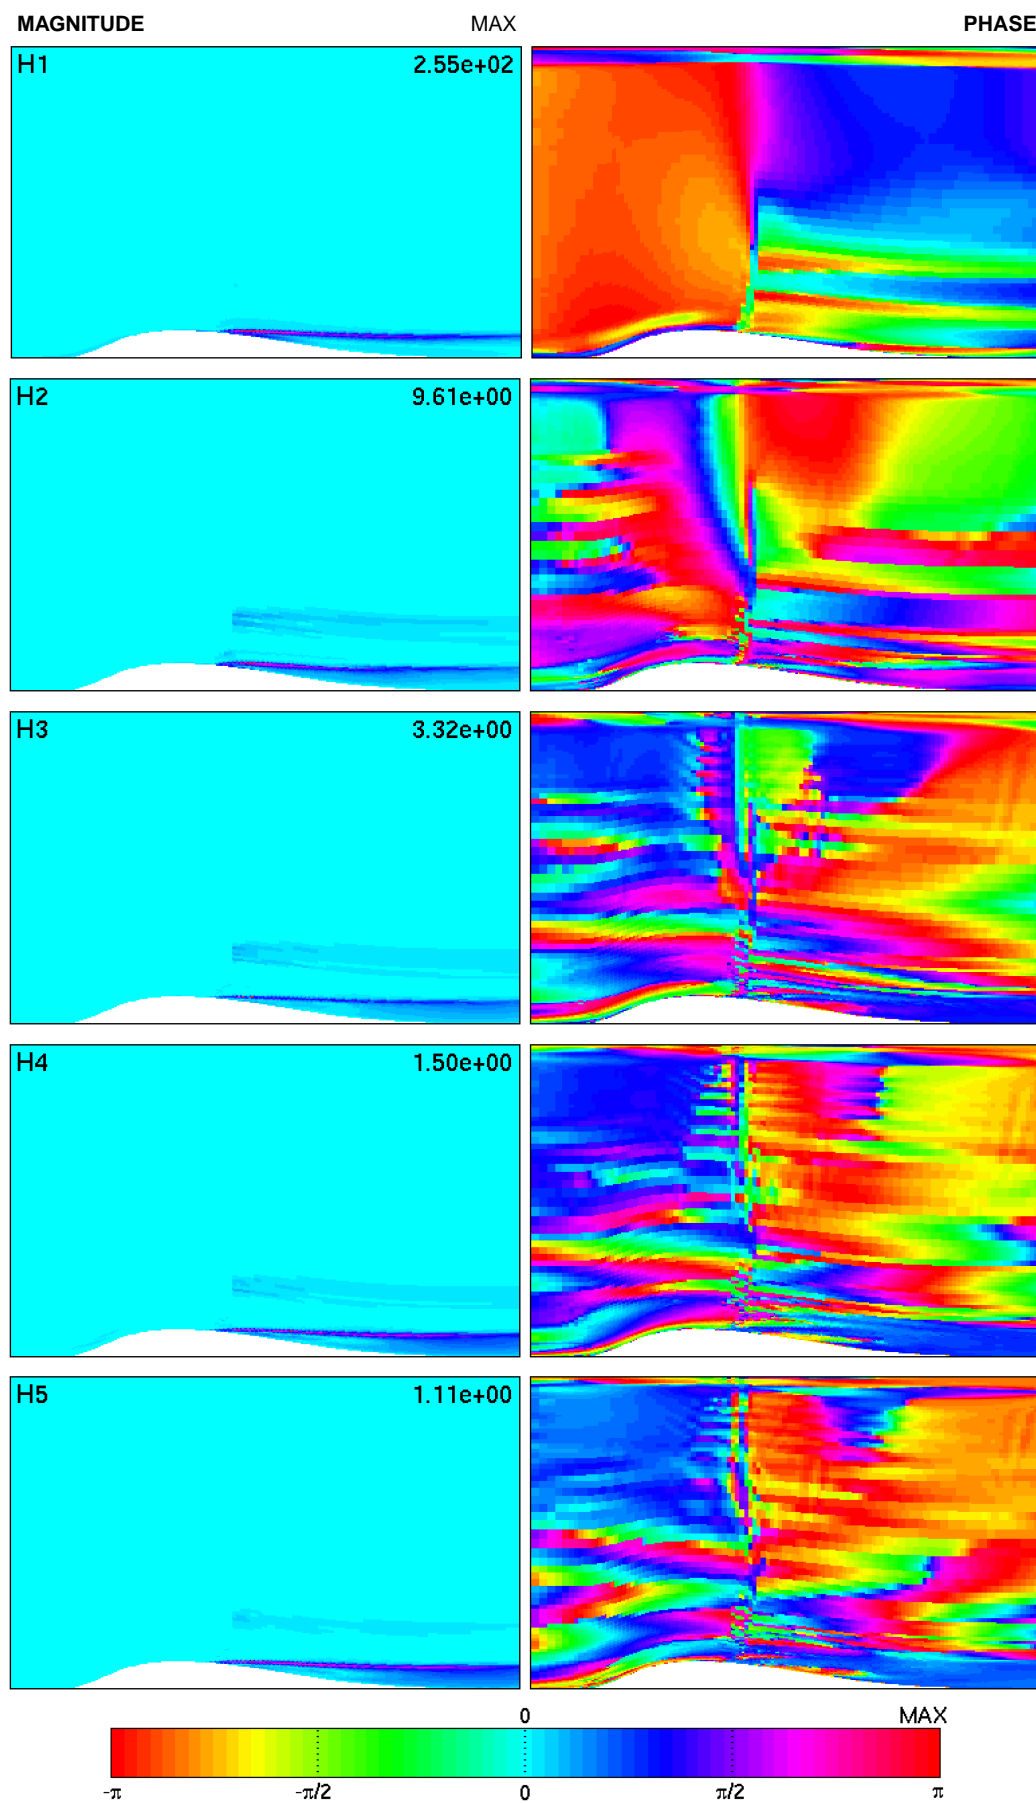 MAGNITUDE MAX PHASE
H1 2.55e+02
H2 9.61e+00
H3 3.32e+00
H4 1.50e+00
H5 1.11e+00
0 MAX
-π -π/2 0 π/2 π